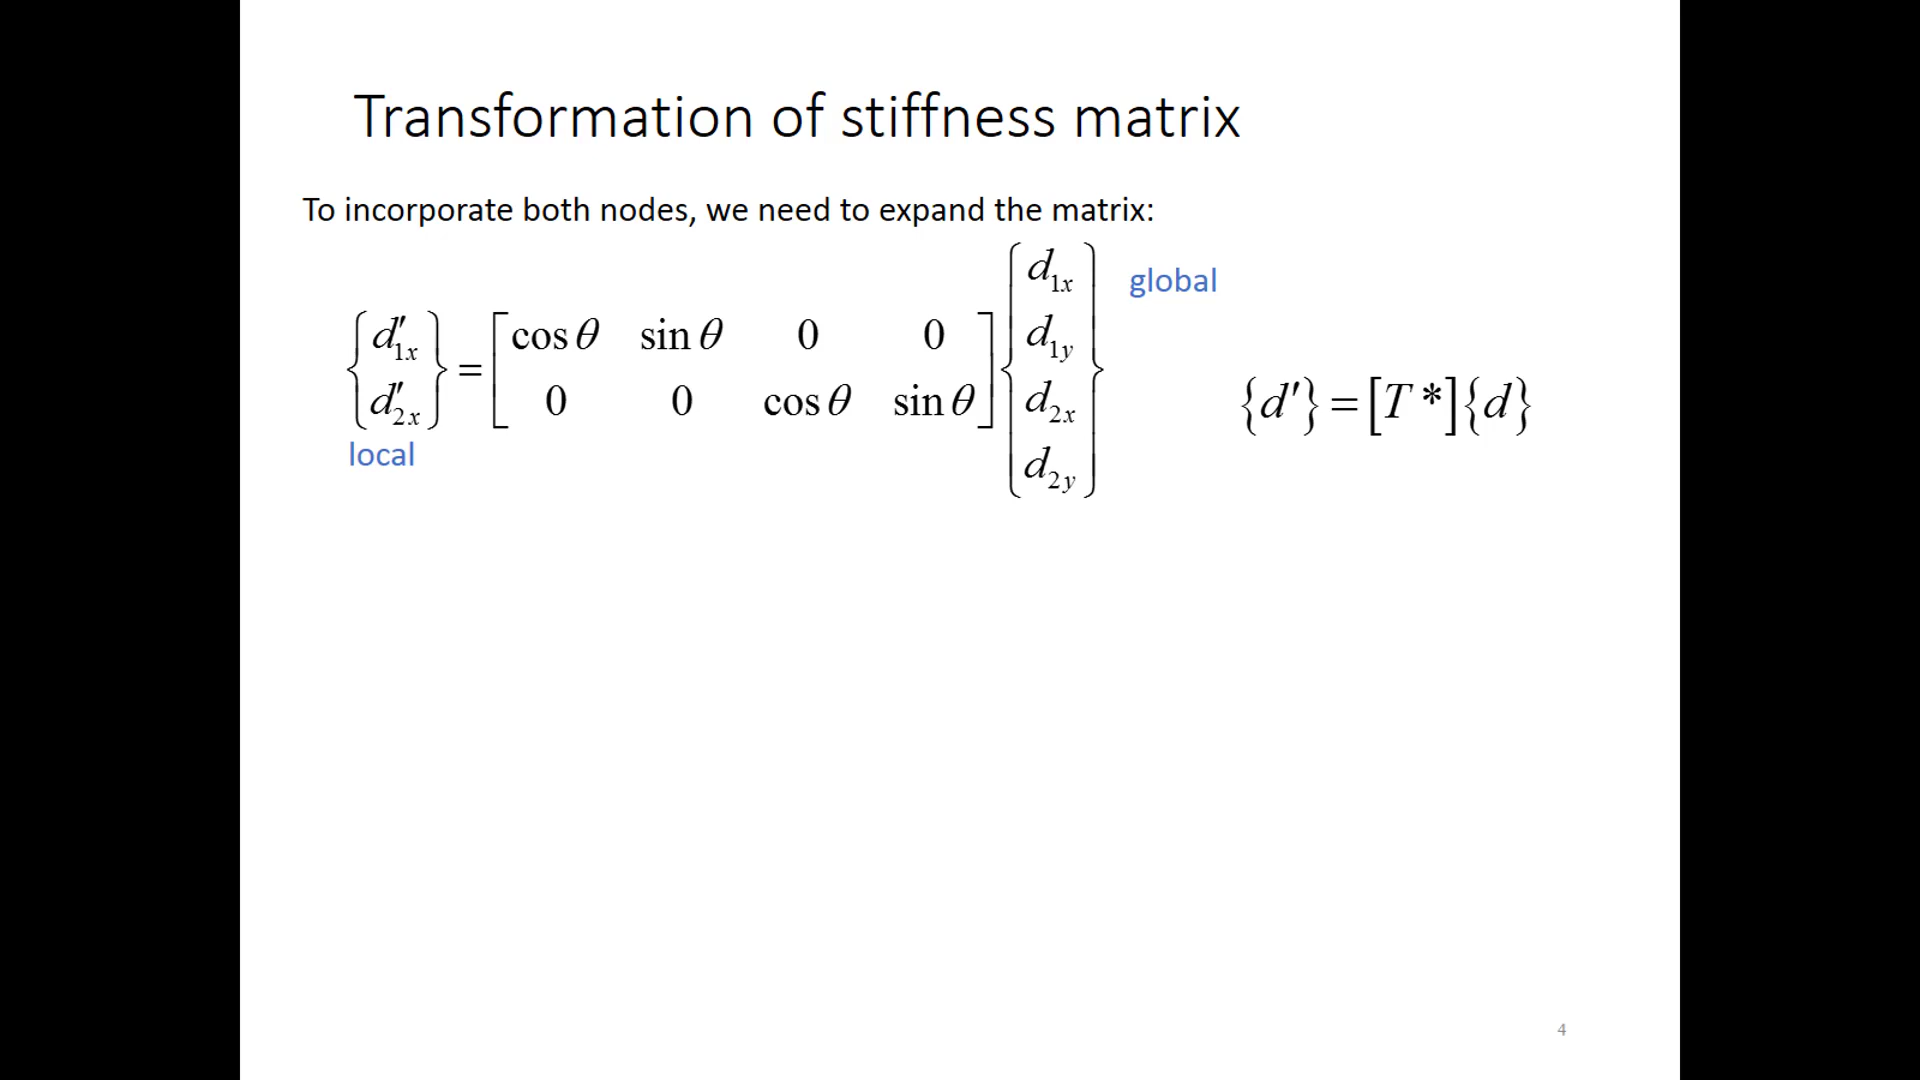 Transformation of stiffness matrix
To incorporate both nodes, we need to expand the matrix:
{d′1x d′2x} = [cos θ sin θ 0 0
0 0 cos θ sin θ] {d1x d1y d2x d2y}
global
local
{d′} = [T*]{d}
4